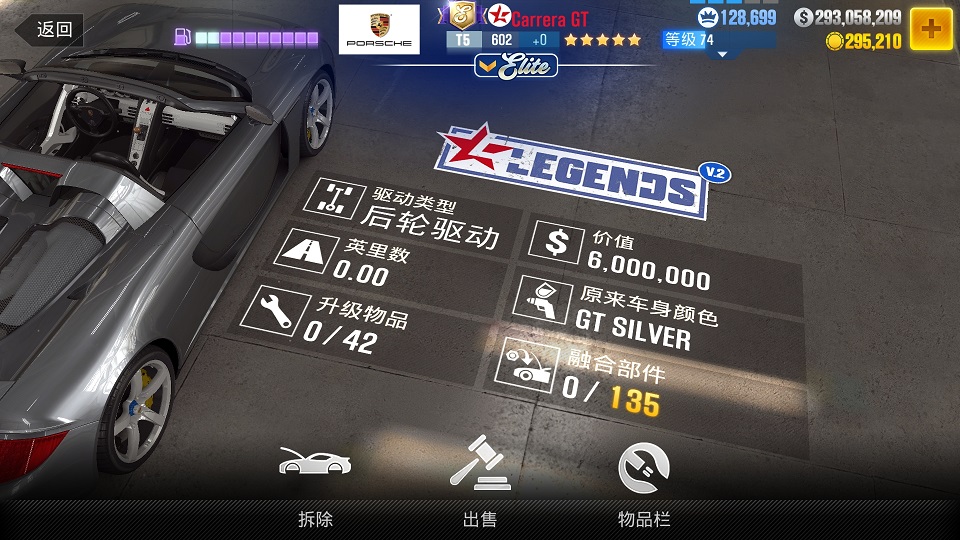 返回
PORSCHE
Carrera GT
128,699
$ 293,058,209
T5 602 +0
等级 74
295,210
Elite
LEGENDS
V.2
驱动类型
后轮驱动
价值
6,000,000
英里数
0.00
原来车身颜色
GT SILVER
升级物品
0/42
融合部件
0/ 135
拆除
出售
物品栏